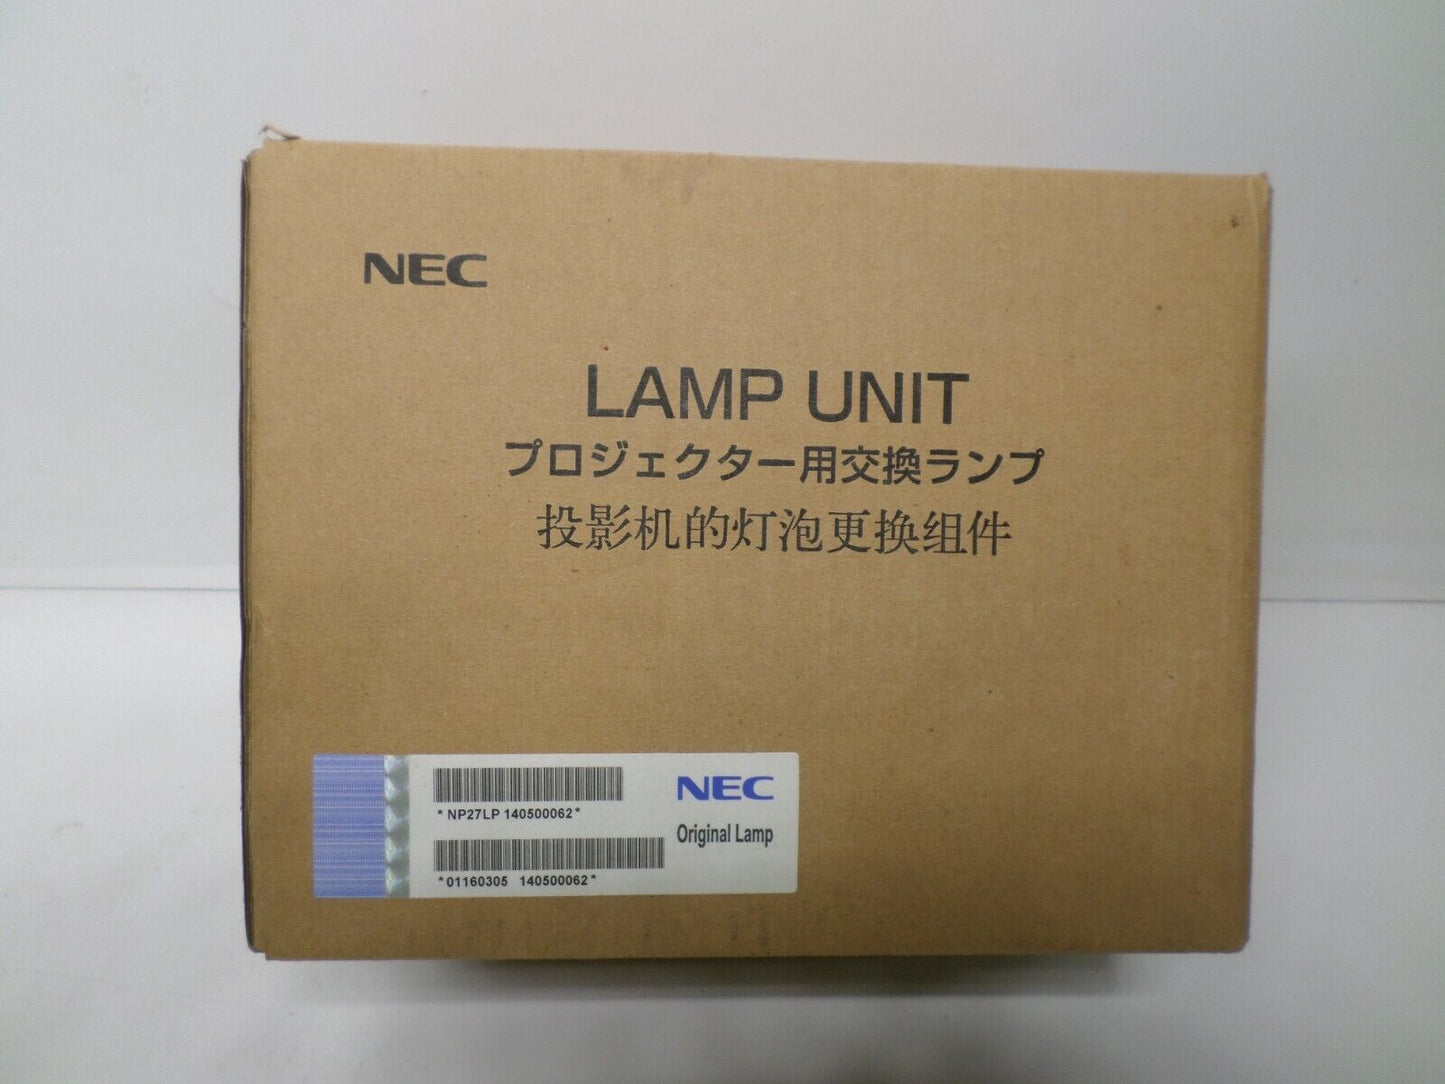 NEC
LAMP UNIT
プロジェクター用交換ランプ
投影机的灯泡更换组件
NEC
*NP27LP 140500062*
Original Lamp
*01160305 140500062*